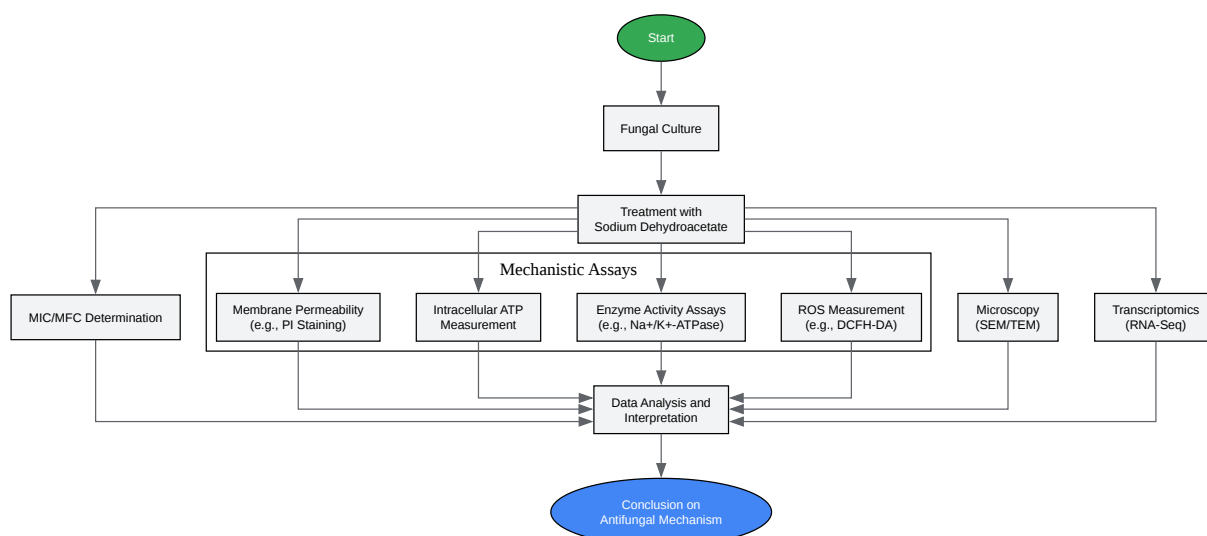 Start
Fungal Culture
Treatment with
Sodium Dehydroacetate
Mechanistic Assays
MIC/MFC Determination
Membrane Permeability
(e.g., PI Staining)
Intracellular ATP
Measurement
Enzyme Activity Assays
(e.g., Na+/K+-ATPase)
ROS Measurement
(e.g., DCFH-DA)
Microscopy
(SEM/TEM)
Transcriptomics
(RNA-Seq)
Data Analysis and
Interpretation
Conclusion on
Antifungal Mechanism